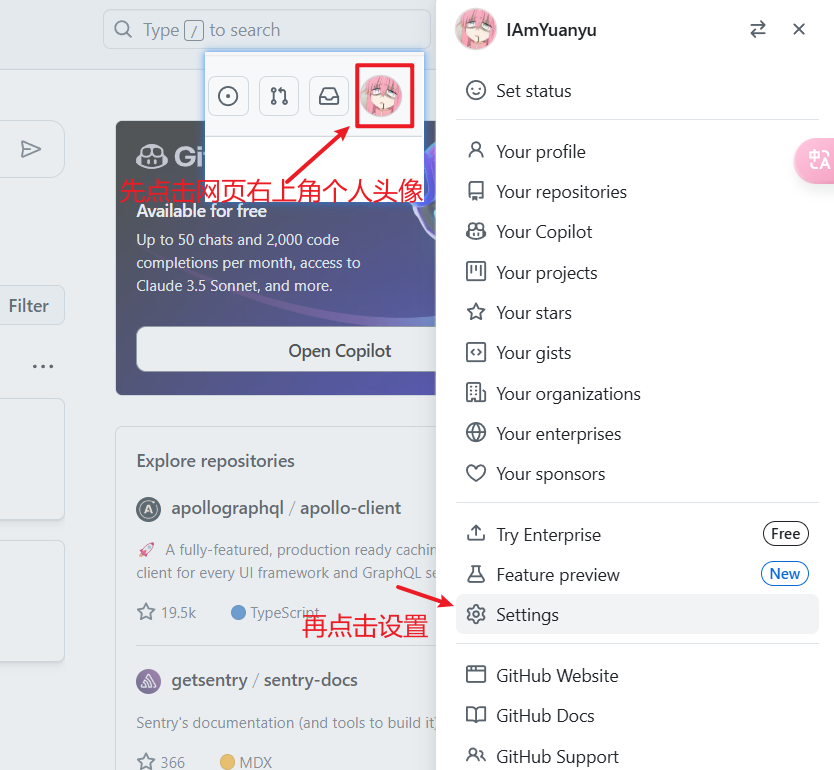 Type / to search
IAmYuanyu
Set status
先点击网页右上角个人头像
Available for free
Up to 50 chats and 2,000 code
completions per month, access to
Claude 3.5 Sonnet, and more.
Open Copilot
Filter
Explore repositories
apollographql / apollo-client
A fully-featured, production ready
client for every UI framework and GraphQL
19.5k
TypeScript
再点击设置
getsentry / sentry-docs
Sentry's documentation (and tools to build it)
366
MDX
Your profile
Your repositories
Your Copilot
Your projects
Your stars
Your gists
Your organizations
Your enterprises
Your sponsors
Try Enterprise
Free
Feature preview
New
Settings
GitHub Website
GitHub Docs
GitHub Support
中A